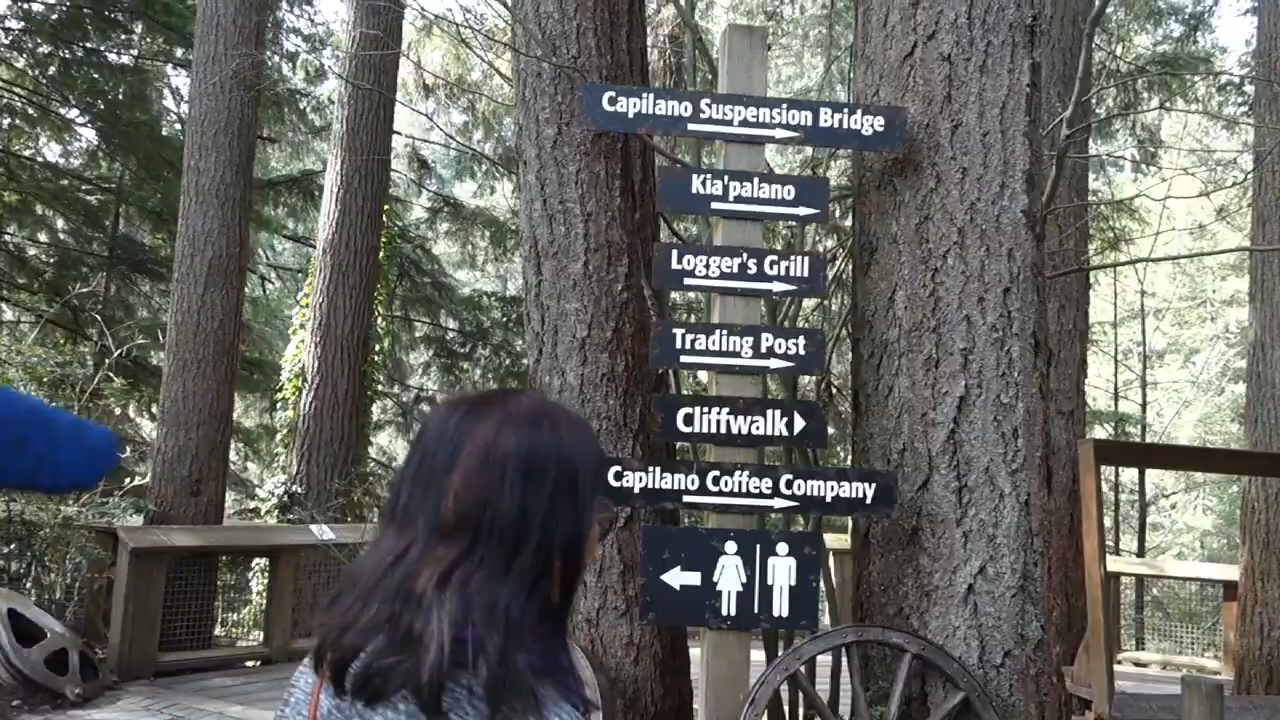 Capilano Suspension Bridge
Kia'palano
Logger's Grill
Trading Post
Cliffwalk
Capilano Coffee Company